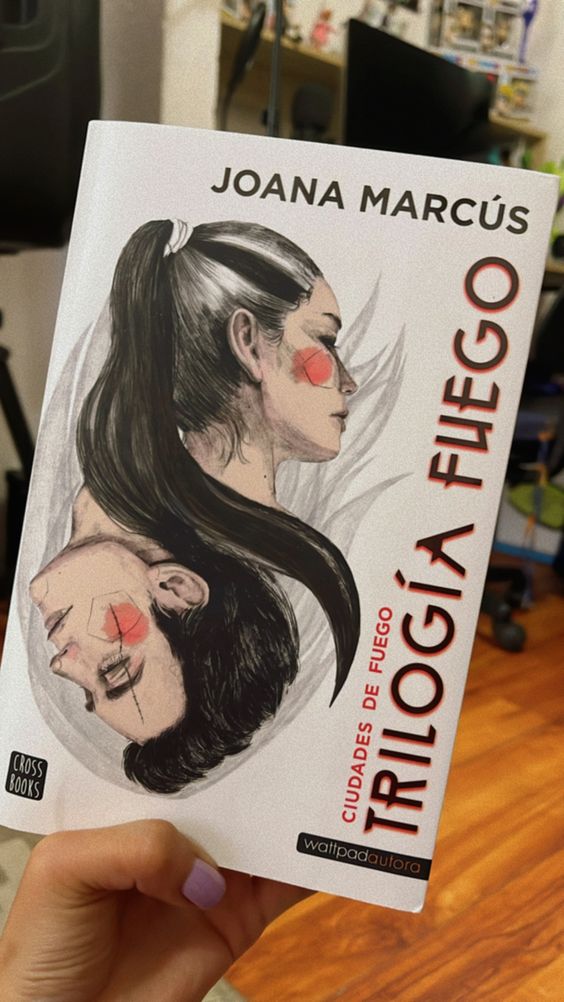 JOANA MARCÚS
CIUDADES DE FUEGO
TRILOGÍA FUEGO
CROSS
BOOKS
wattpadautora